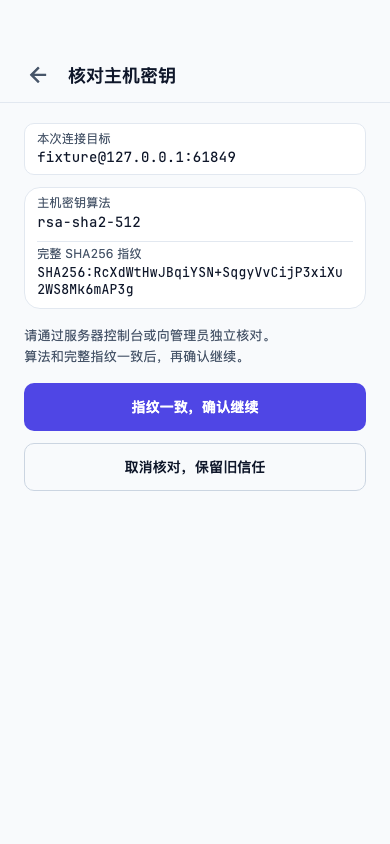 核对主机密钥
本次连接目标
fixture@127.0.0.1:61849
主机密钥算法
rsa-sha2-512
完整 SHA256 指纹
SHA256:RcXdWtHwJBqiYSN+SqgyVvCijP3xiXu
2WS8Mk6mAP3g
请通过服务器控制台或向管理员独立核对。
算法和完整指纹一致后，再确认继续。
指纹一致，确认继续
取消核对，保留旧信任